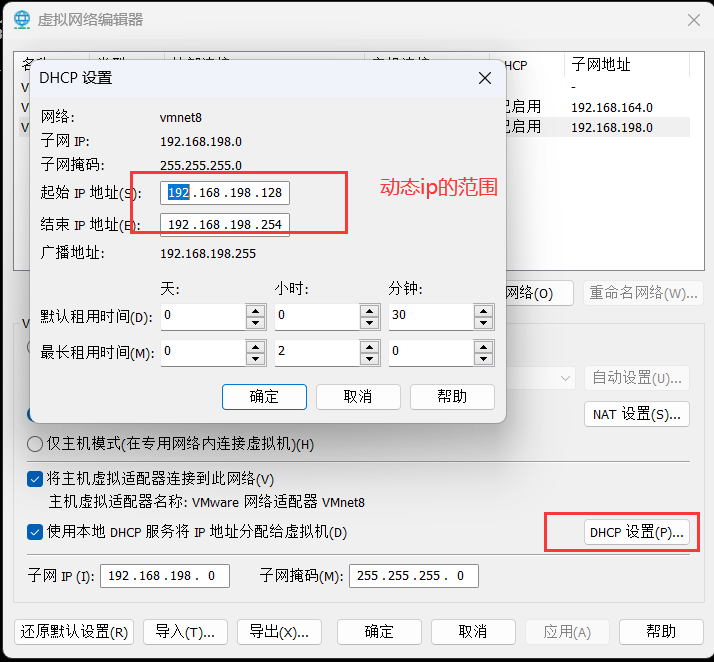 虚拟网络编辑器
DHCP
子网地址
-
已启用
192.168.164.0
已启用
192.168.198.0
DHCP 设置
网络:
vmnet8
子网 IP:
192.168.198.0
子网掩码:
255.255.255.0
起始 IP 地址(S):
192.168.198.128
动态ip的范围
结束 IP 地址(E):
192.168.198.254
广播地址:
192.168.198.255
天:
小时:
分钟:
默认租用时间(D):
0
0
30
最长租用时间(M):
0
2
0
确定
取消
帮助
网络(O)
重命名网络(W)...
自动设置(U)...
NAT 设置(S)...
仅主机模式(在专用网络内连接虚拟机)(H)
将主机虚拟适配器连接到此网络(V)
主机虚拟适配器名称: VMware 网络适配器 VMnet8
使用本地 DHCP 服务将 IP 地址分配给虚拟机(D)
DHCP 设置(P)...
子网 IP (I):
192.168.198. 0
子网掩码(M):
255.255.255. 0
还原默认设置(R)
导入(T)...
导出(X)...
确定
取消
应用(A)
帮助